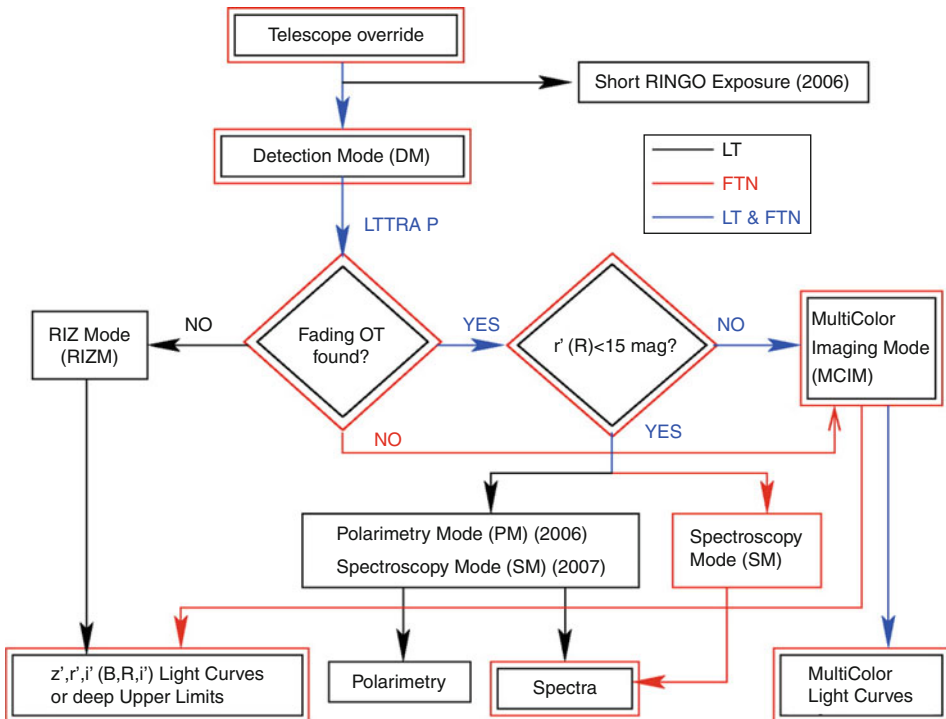 Telescope override
Short RINGO Exposure (2006)
Detection Mode (DM)
LT
FTN
LT & FTN
LTTRA P
NO
RIZ Mode
(RIZM)
Fading OT
found?
YES
r' (R)<15 mag?
NO
MultiColor
Imaging Mode
(MCIM)
NO
YES
Polarimetry Mode (PM) (2006)
Spectroscopy Mode (SM) (2007)
Spectroscopy
Mode (SM)
z',r',i' (B,R,i') Light Curves
or deep Upper Limits
Polarimetry
Spectra
MultiColor
Light Curves